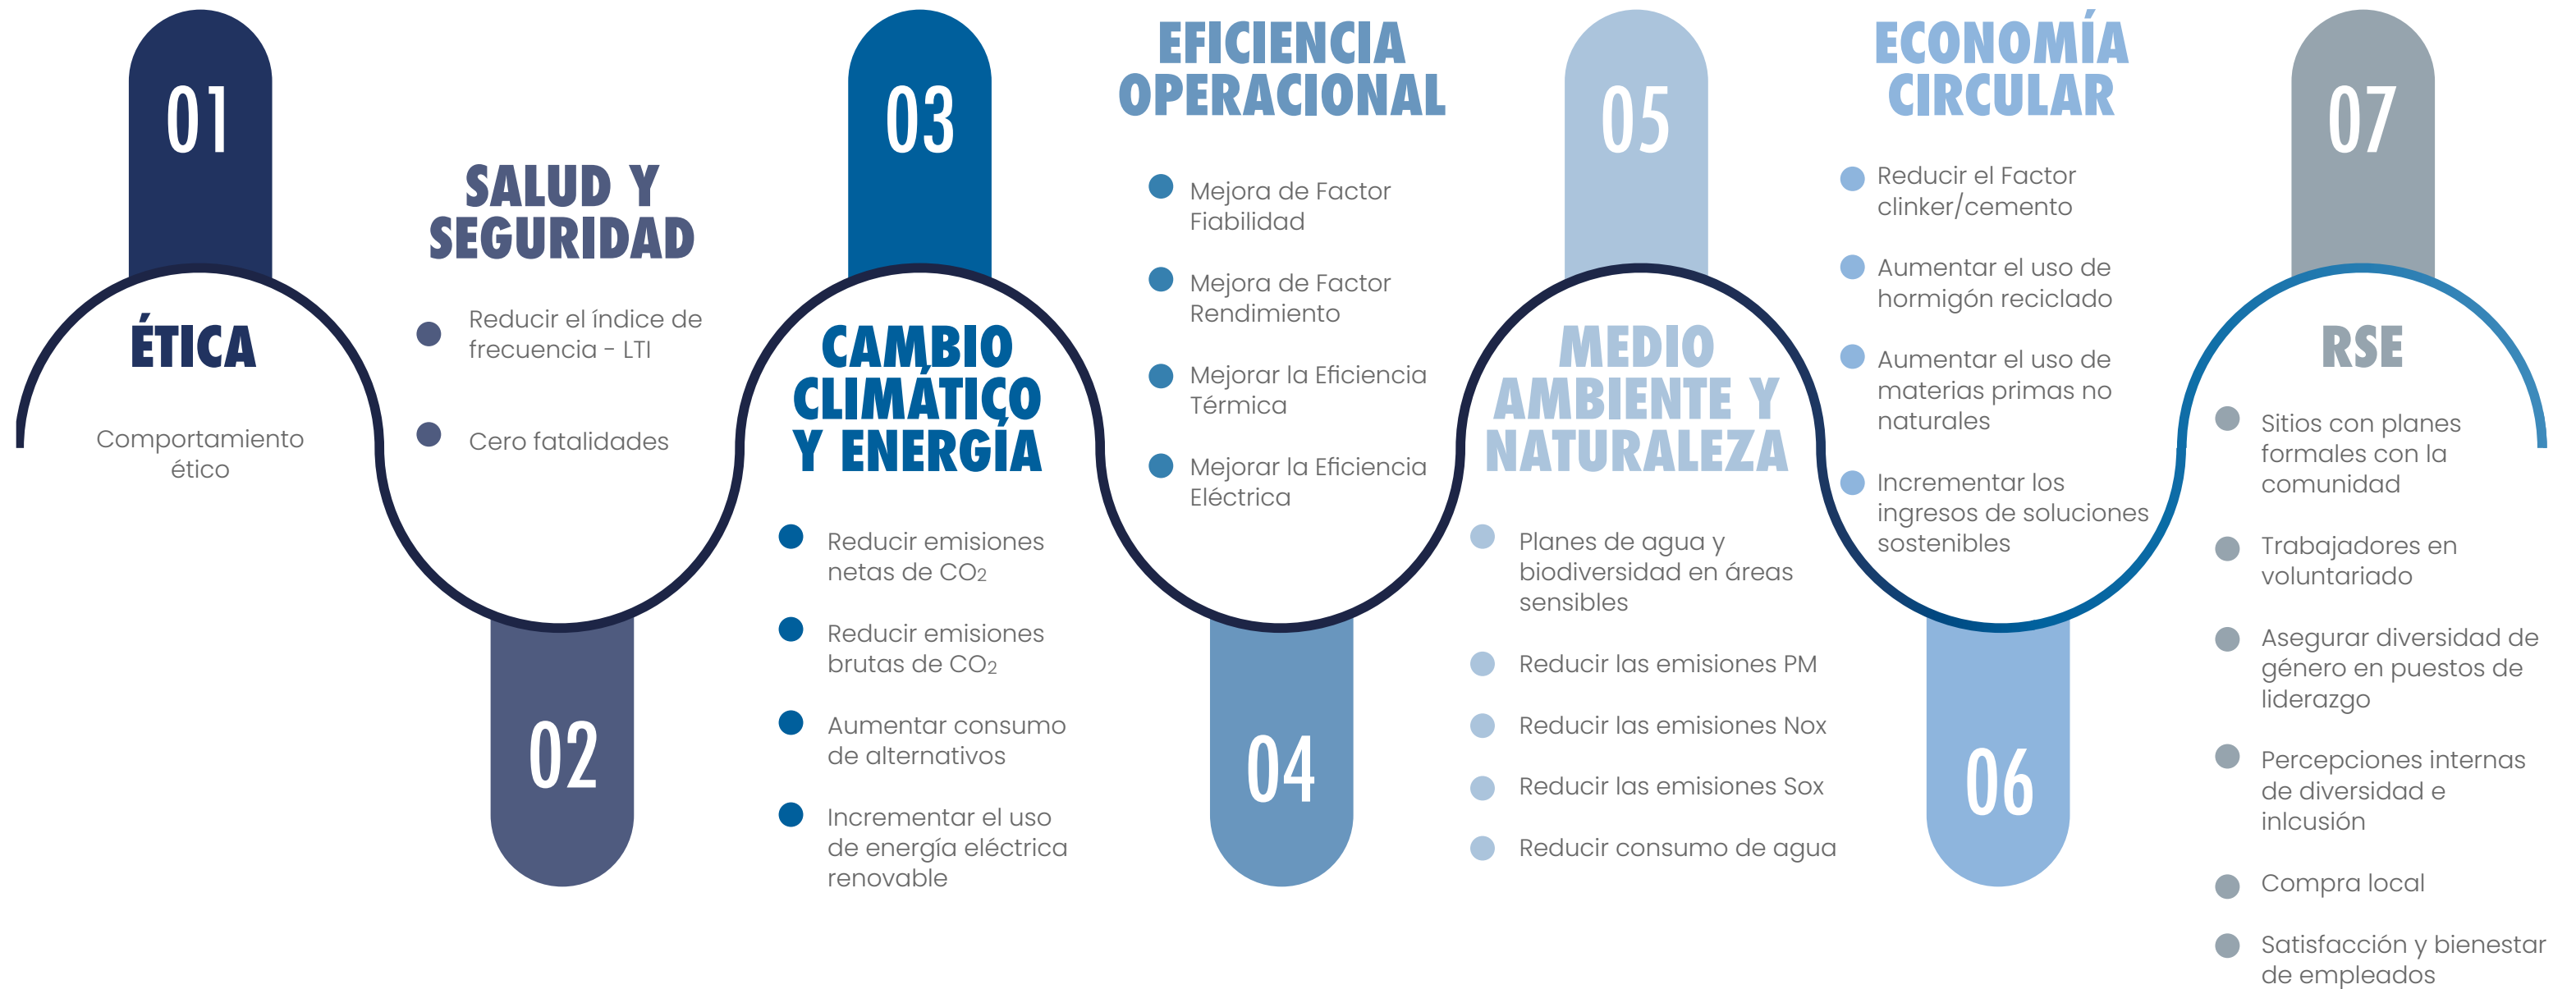 01
ÉTICA
Comportamiento
ético
SALUD Y
SEGURIDAD
Reducir el índice de
frecuencia - LTI
Cero fatalidades
02
03
CAMBIO
CLIMÁTICO
Y ENERGÍA
Reducir emisiones
netas de CO2
Reducir emisiones
brutas de CO2
Aumentar consumo
de alternativos
Incrementar el uso
de energía eléctrica
renovable
EFICIENCIA
OPERACIONAL
Mejora de Factor
Fiabilidad
Mejora de Factor
Rendimiento
Mejorar la Eficiencia
Térmica
Mejorar la Eficiencia
Eléctrica
04
05
MEDIO
AMBIENTE Y
NATURALEZA
Planes de agua y
biodiversidad en áreas
sensibles
Reducir las emisiones PM
Reducir las emisiones Nox
Reducir las emisiones Sox
Reducir consumo de agua
ECONOMÍA
CIRCULAR
Reducir el Factor
clinker/cemento
Aumentar el uso de
hormigón reciclado
Aumentar el uso de
materias primas no
naturales
Incrementar los
ingresos de soluciones
sostenibles
06
07
RSE
Sitios con planes
formales con la
comunidad
Trabajadores en
voluntariado
Asegurar diversidad de
género en puestos de
liderazgo
Percepciones internas
de diversidad e
inlcusión
Compra local
Satisfacción y bienestar
de empleados